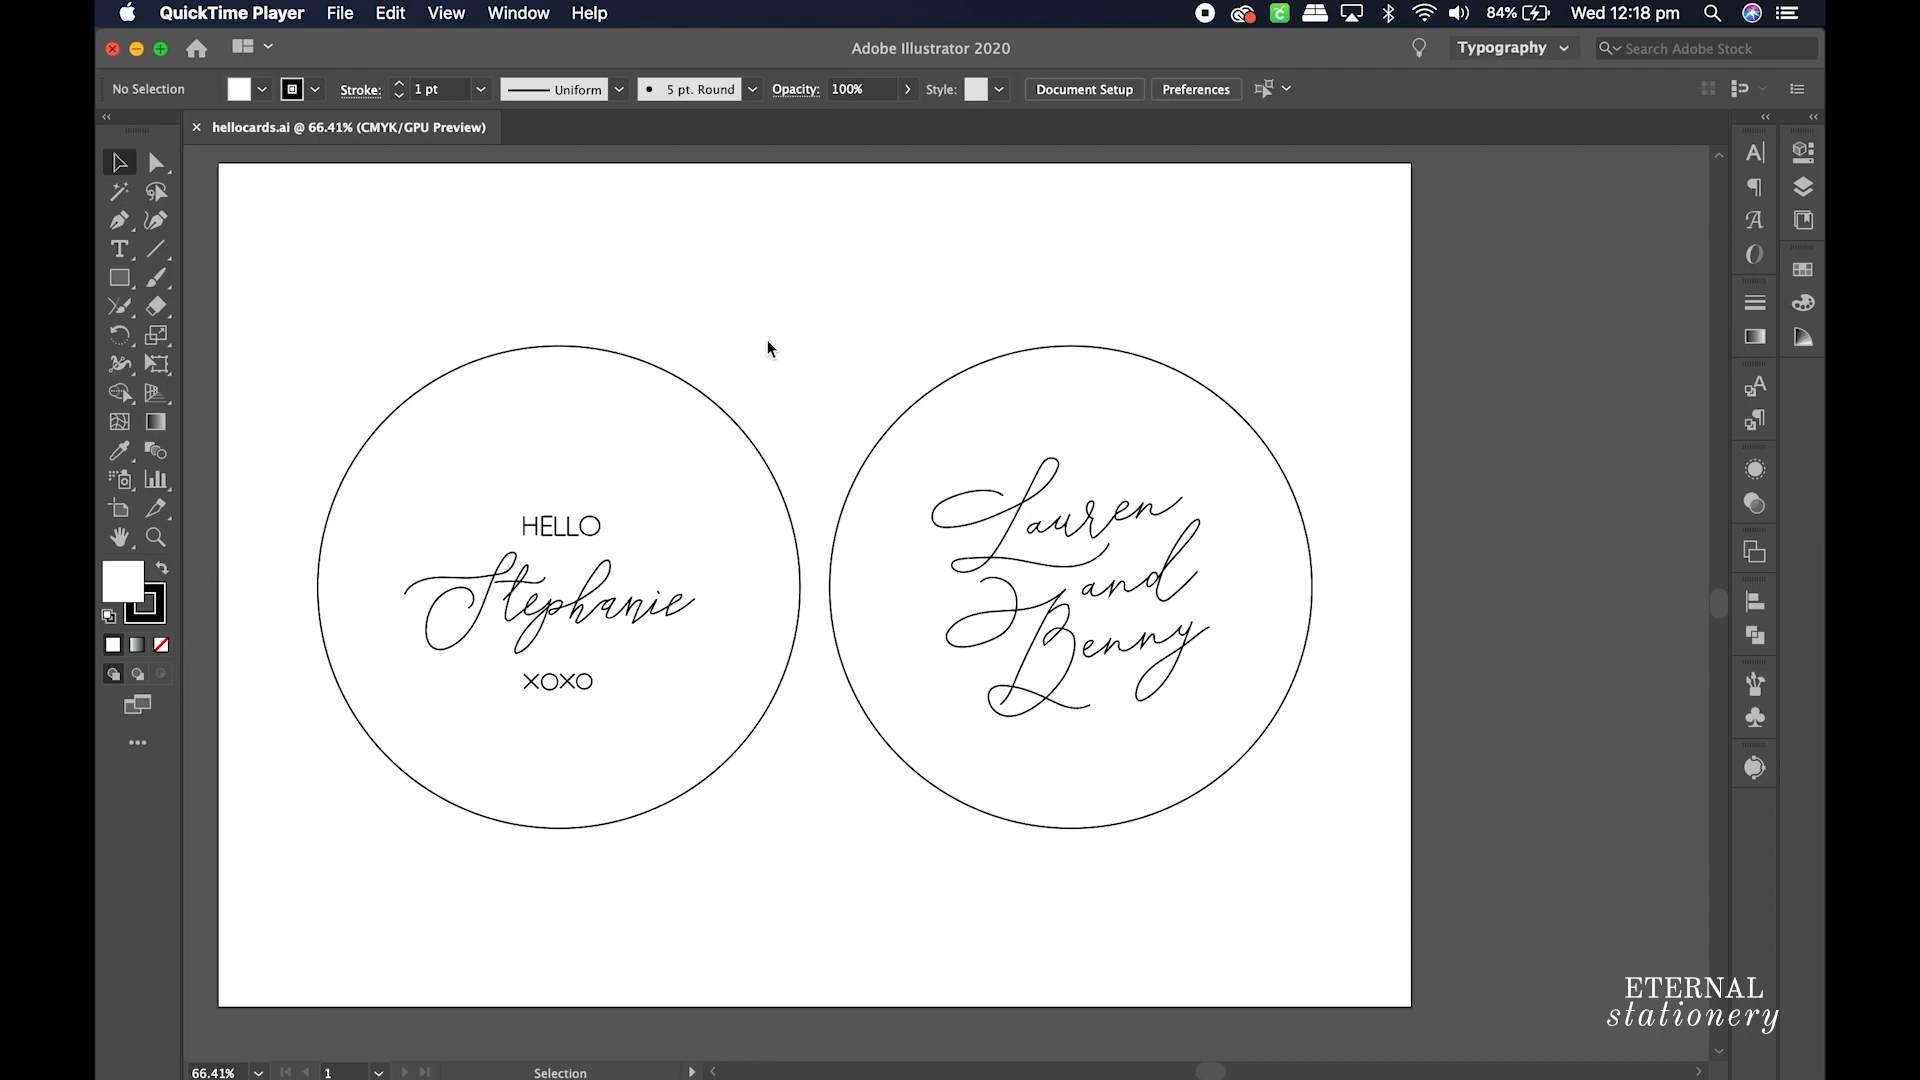 QuickTime Player File Edit View Window Help 84% Wed 12:18 pm
Adobe Illustrator 2020 Typography Search Adobe Stock
No Selection Stroke: 1 pt Uniform 5 pt. Round Opacity: 100% Style: Document Setup Preferences
hellocards.ai @ 66.41% (CMYK/GPU Preview)
HELLO
Stephanie
XOXO
Lauren
and
Benny
ETERNAL
stationery
66.41% 1 Selection